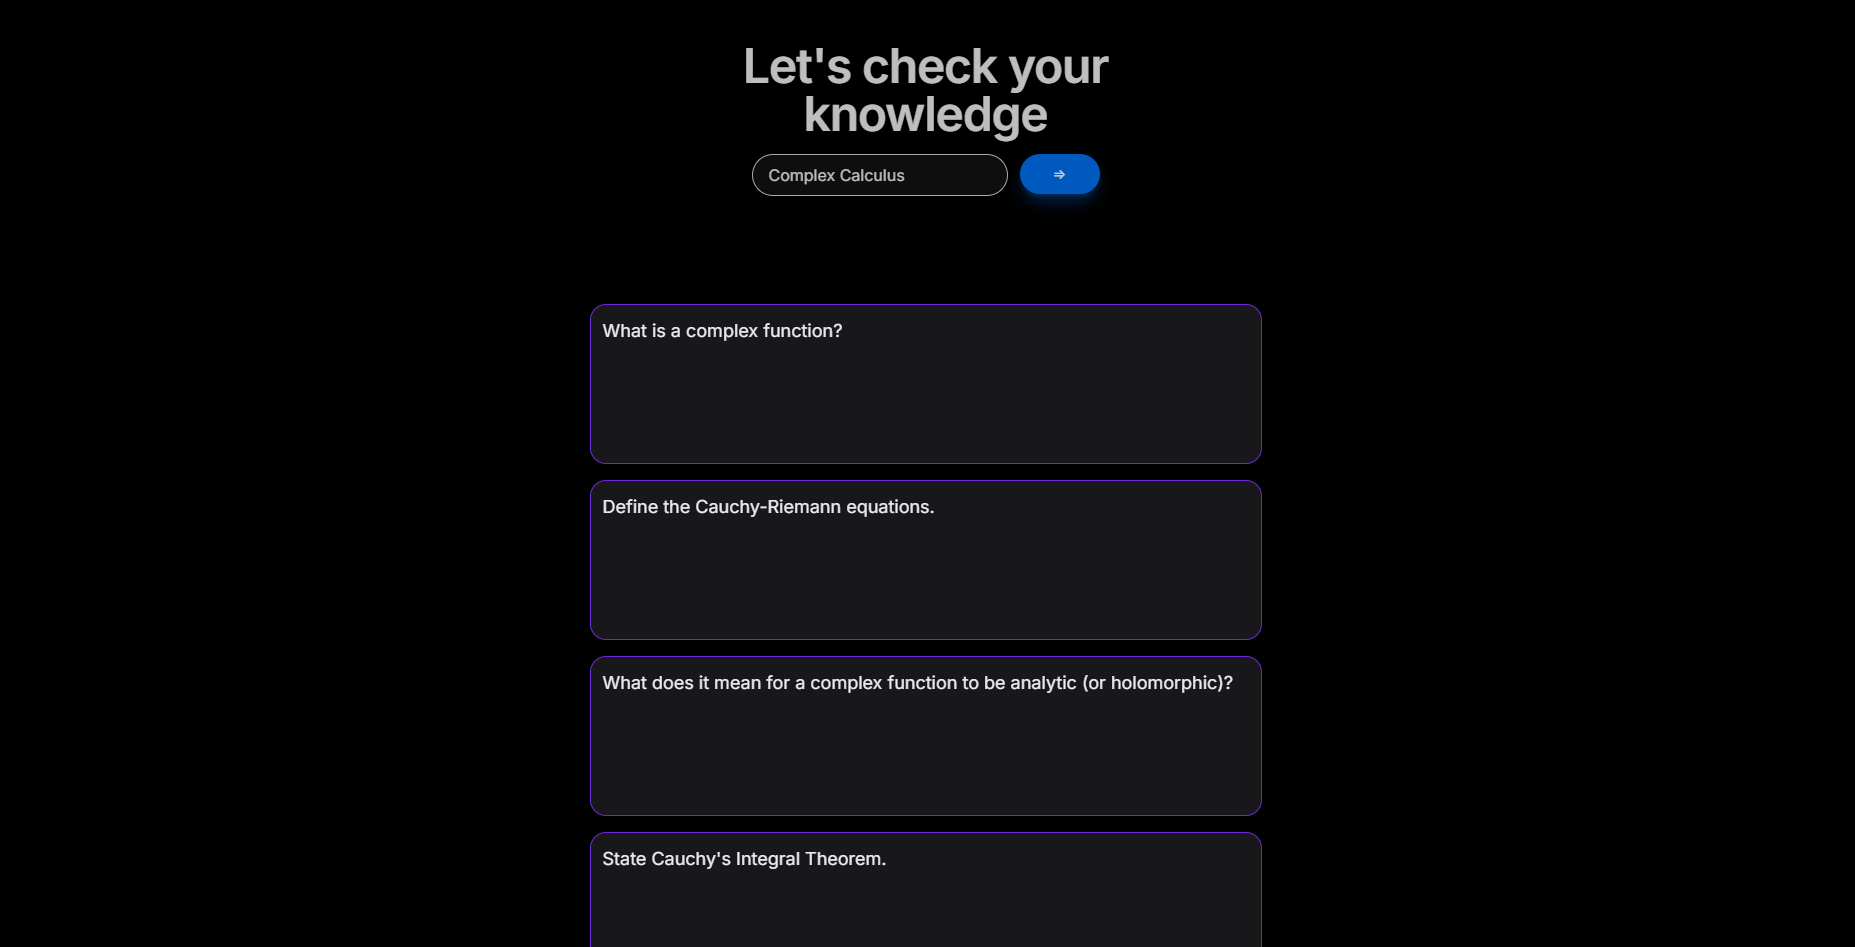 Let's check your
knowledge
Complex Calculus
⇒
What is a complex function?
Define the Cauchy-Riemann equations.
What does it mean for a complex function to be analytic (or holomorphic)?
State Cauchy's Integral Theorem.